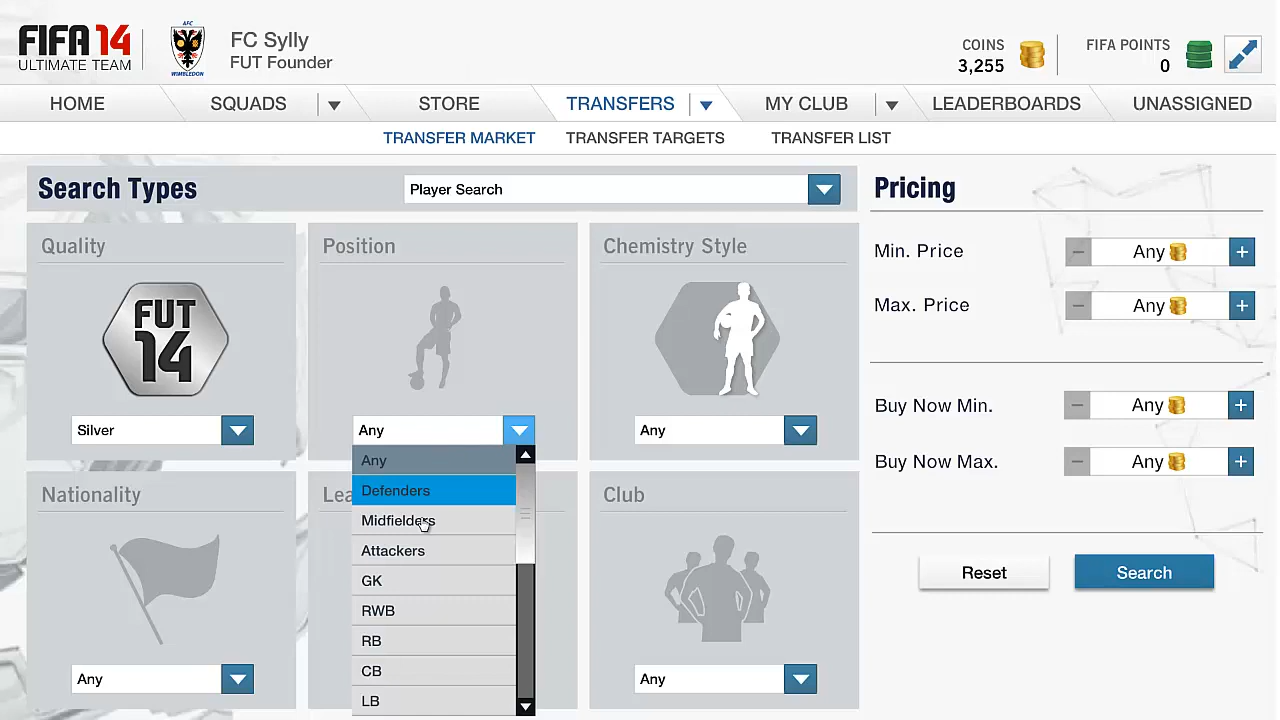 FIFA 14
ULTIMATE TEAM
AFC
WIMBLEDON
FC Sylly
FUT Founder
COINS
3,255
FIFA POINTS
0
HOME
SQUADS
STORE
TRANSFERS
MY CLUB
LEADERBOARDS
UNASSIGNED
TRANSFER MARKET
TRANSFER TARGETS
TRANSFER LIST
Search Types
Player Search
Pricing
Quality
Position
Chemistry Style
FUT
14
Silver
Any
Any
Min. Price
Any
Max. Price
Any
Buy Now Min.
Any
Buy Now Max.
Any
Reset
Search
Any
Defenders
Midfielders
Attackers
GK
RWB
RB
CB
LB
Nationality
Lea
Club
Any
Any